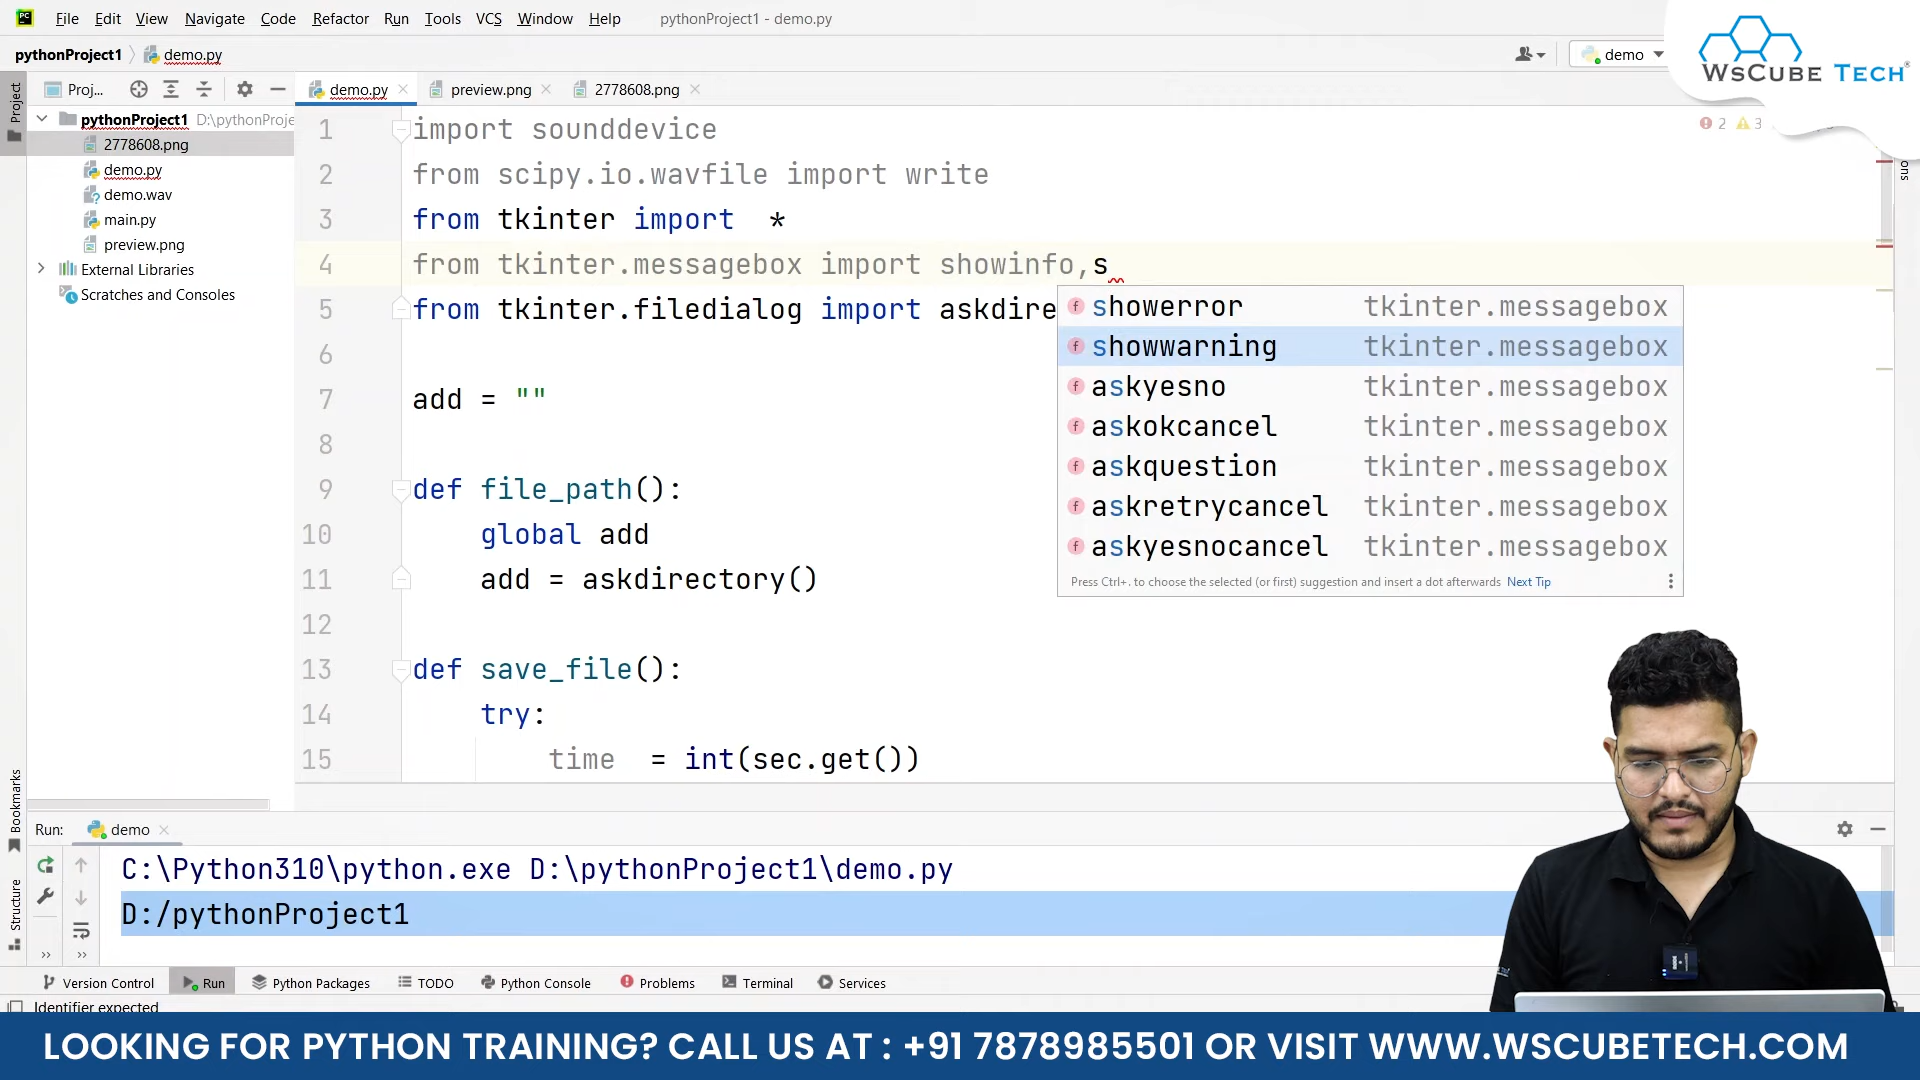 File Edit View Navigate Code Refactor Run Tools VCS Window Help pythonProject1 - demo.py
pythonProject1 demo.py demo
WsCube Tech
Project
Proj...
demo.py preview.png 2778608.png
pythonProject1 D:\pythonProje
2778608.png
demo.py
demo.wav
main.py
preview.png
External Libraries
Scratches and Consoles
2 3
1 import sounddevice
2 from scipy.io.wavfile import write
3 from tkinter import *
4 from tkinter.messagebox import showinfo,s
5 from tkinter.filedialog import askdire
6
7 add = ""
8
9 def file_path():
10 global add
11 add = askdirectory()
12
13 def save_file():
14 try:
15 time = int(sec.get())
showerror tkinter.messagebox
showwarning tkinter.messagebox
askyesno tkinter.messagebox
askokcancel tkinter.messagebox
askquestion tkinter.messagebox
askretrycancel tkinter.messagebox
askyesnocancel tkinter.messagebox
Press Ctrl+. to choose the selected (or first) suggestion and insert a dot afterwards Next Tip
Bookmarks
Structure
Run: demo
C:\Python310\python.exe D:\pythonProject1\demo.py
D:/pythonProject1
Version Control Run Python Packages TODO Python Console Problems Terminal Services
Identifier expected
LOOKING FOR PYTHON TRAINING? CALL US AT : +91 7878985501 OR VISIT WWW.WSCUBETECH.COM